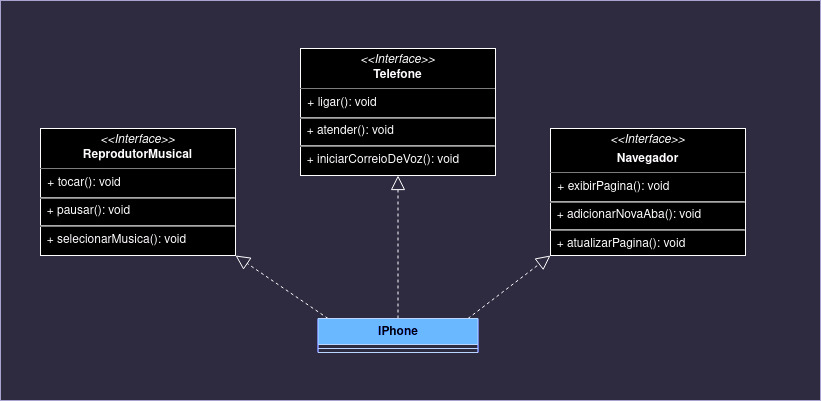 <<Interface>>
Telefone
+ ligar(): void
+ atender(): void
+ iniciarCorreioDeVoz(): void
<<Interface>>
ReprodutorMusical
+ tocar(): void
+ pausar(): void
+ selecionarMusica(): void
<<Interface>>
Navegador
+ exibirPagina(): void
+ adicionarNovaAba(): void
+ atualizarPagina(): void
IPhone